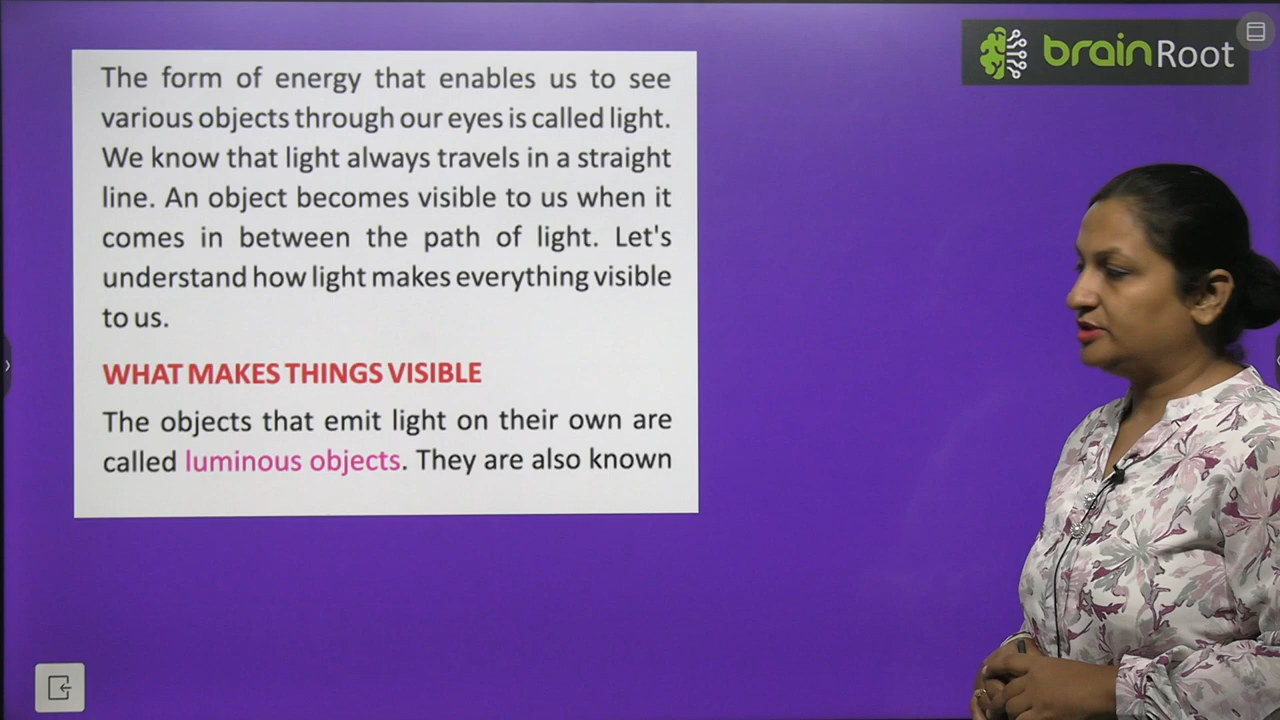 brainRoot
The form of energy that enables us to see
various objects through our eyes is called light.
We know that light always travels in a straight
line. An object becomes visible to us when it
comes in between the path of light. Let's
understand how light makes everything visible
to us.
WHAT MAKES THINGS VISIBLE
The objects that emit light on their own are
called luminous objects. They are also known